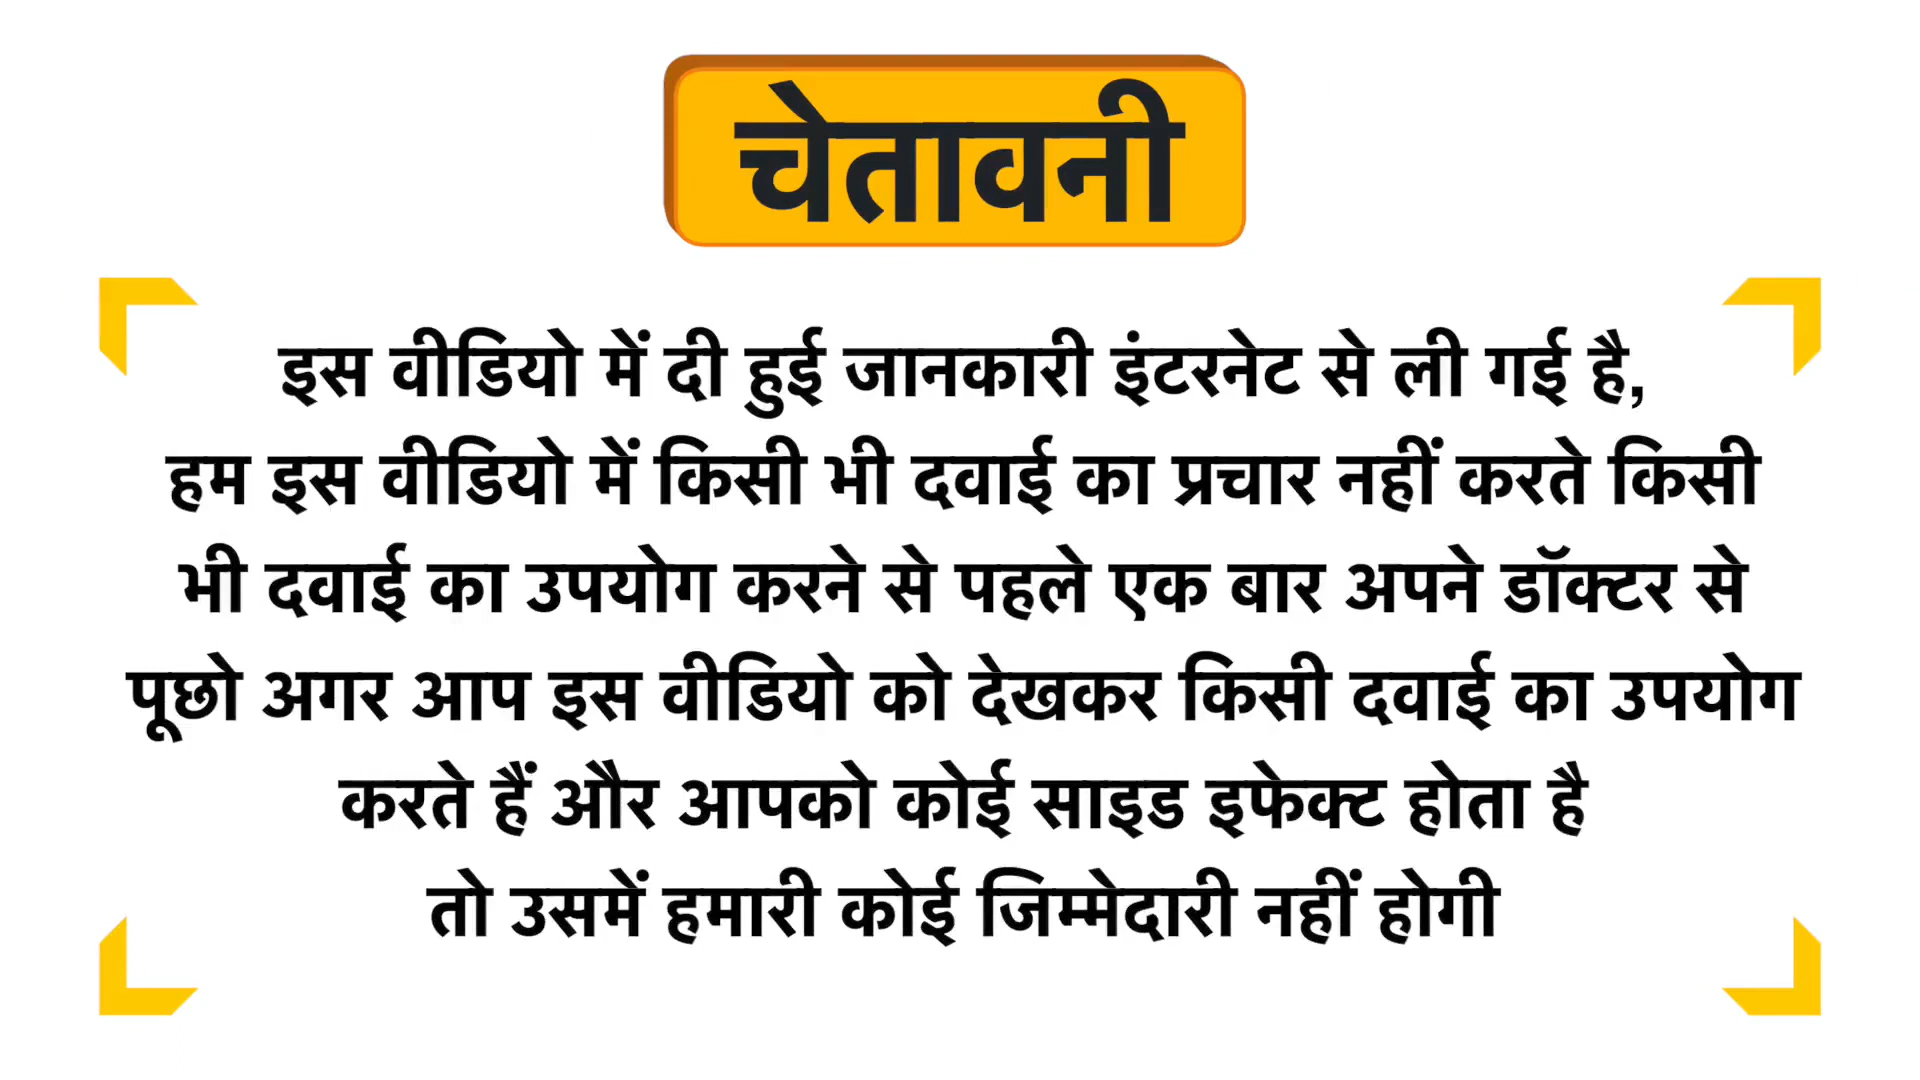 चेतावनी
इस वीडियो में दी हुई जानकारी इंटरनेट से ली गई है,
हम इस वीडियो में किसी भी दवाई का प्रचार नहीं करते किसी
भी दवाई का उपयोग करने से पहले एक बार अपने डॉक्टर से
पूछो अगर आप इस वीडियो को देखकर किसी दवाई का उपयोग
करते हैं और आपको कोई साइड इफेक्ट होता है
तो उसमें हमारी कोई जिम्मेदारी नहीं होगी